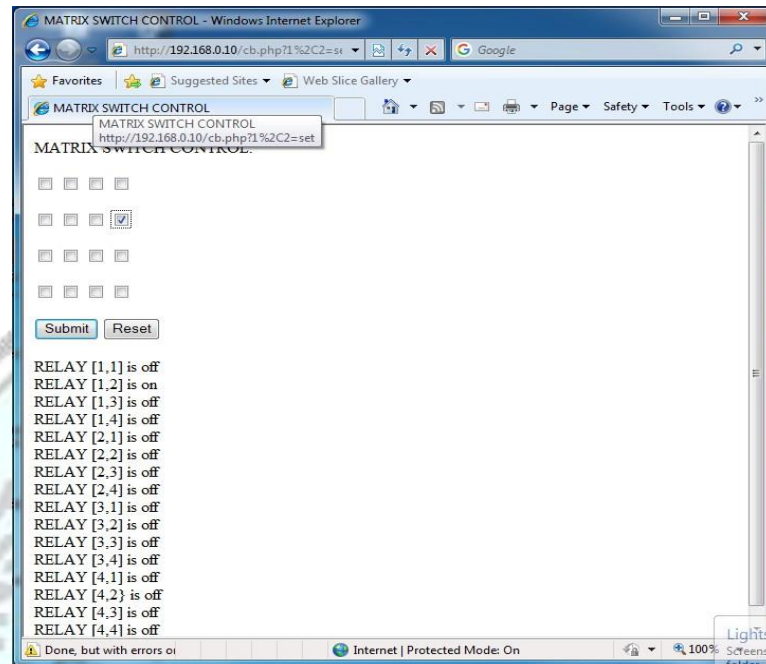 MATRIX SWITCH CONTROL - Windows Internet Explorer
http://192.168.0.10/cb.php?1%2C2=se
Google
Favorites Suggested Sites Web Slice Gallery
MATRIX SWITCH CONTROL Page Safety Tools »
MATRIX SWITCH CONTROL
http://192.168.0.10/cb.php?1%2C2=set
MATRIX SWITCH CONTROL:
Submit Reset
RELAY [1,1] is off
RELAY [1,2] is on
RELAY [1,3] is off
RELAY [1,4] is off
RELAY [2,1] is off
RELAY [2,2] is off
RELAY [2,3] is off
RELAY [2,4] is off
RELAY [3,1] is off
RELAY [3,2] is off
RELAY [3,3] is off
RELAY [3,4] is off
RELAY [4,1] is off
RELAY [4,2} is off
RELAY [4,3] is off
RELAY [4,4] is off
Done, but with errors o Internet | Protected Mode: On 100%
Lights